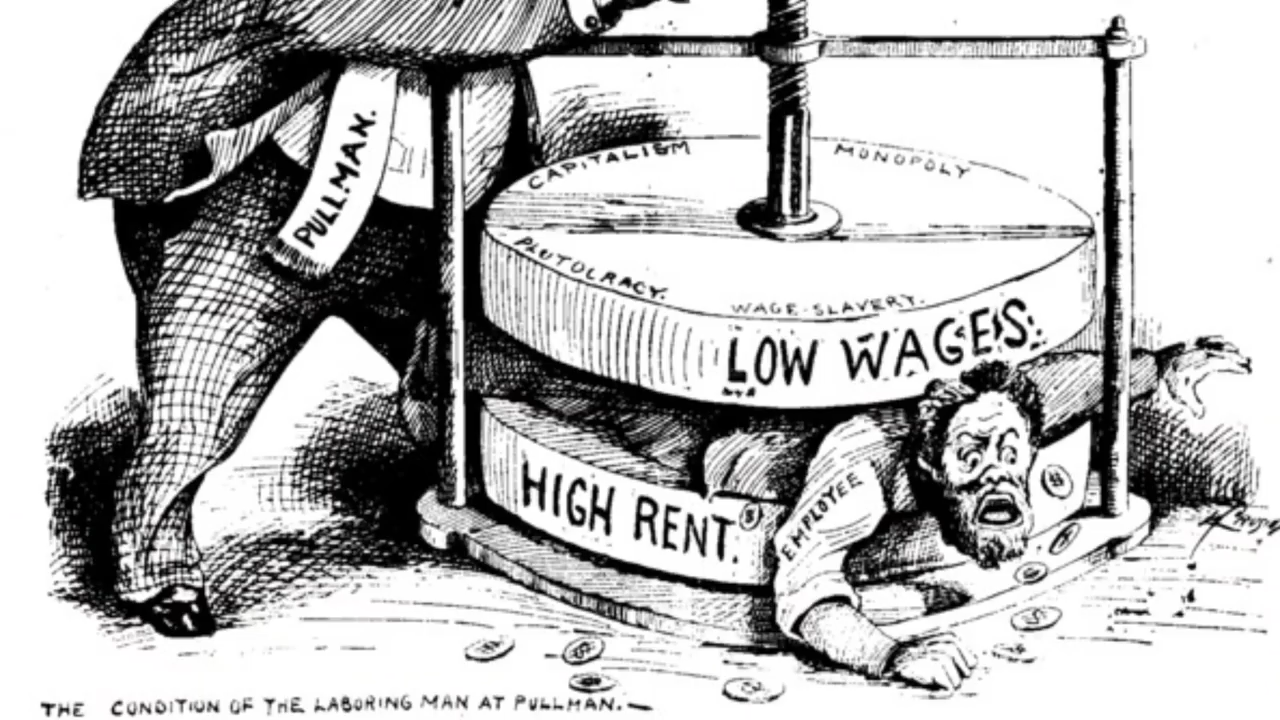 PULLMAN.
CAPITALISM
MONOPOLY
PLUTOCRACY.
WAGE-SLAVERY.
LOW WAGES.
HIGH RENT.
$
EMPLOYEE
THE CONDITION OF THE LABORING MAN AT PULLMAN.—